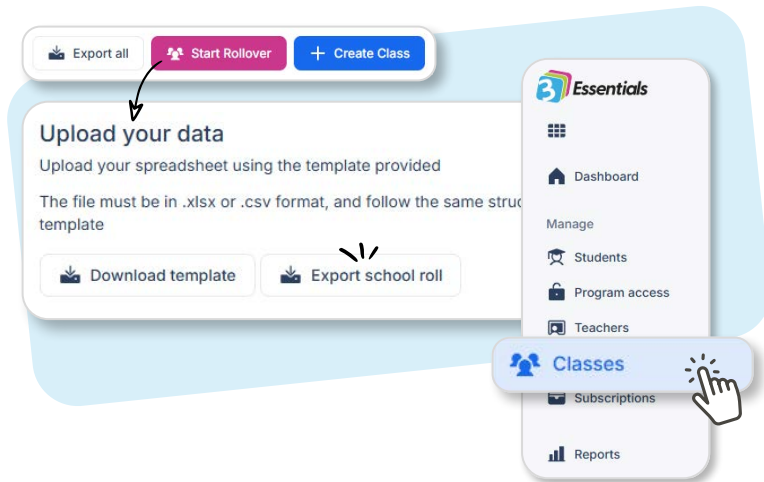 Export all
Start Rollover
+ Create Class
Upload your data
Upload your spreadsheet using the template provided
The file must be in .xlsx or .csv format, and follow the same
template
Download template
Export school roll
3 Essentials
Dashboard
Manage
Students
Program access
Teachers
Classes
Subscriptions
Reports